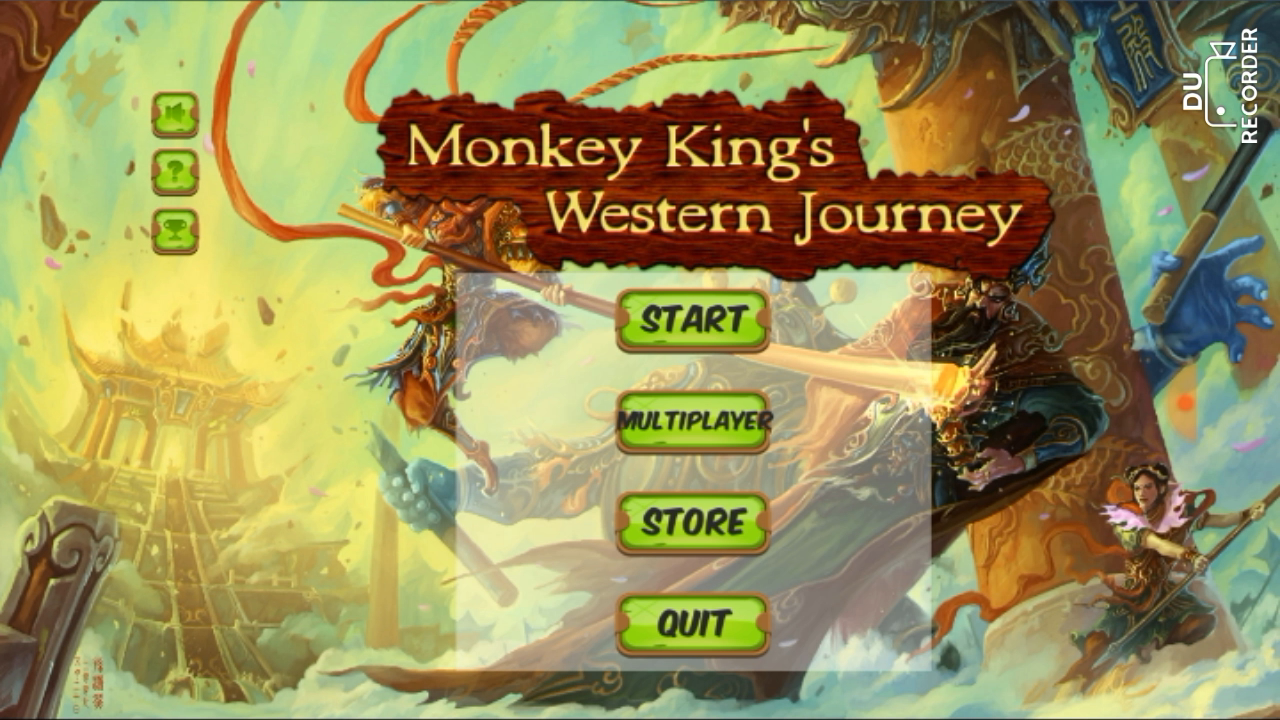 Monkey King's
Western Journey
START
MULTIPLAYER
STORE
QUIT
?
DU
RECORDER